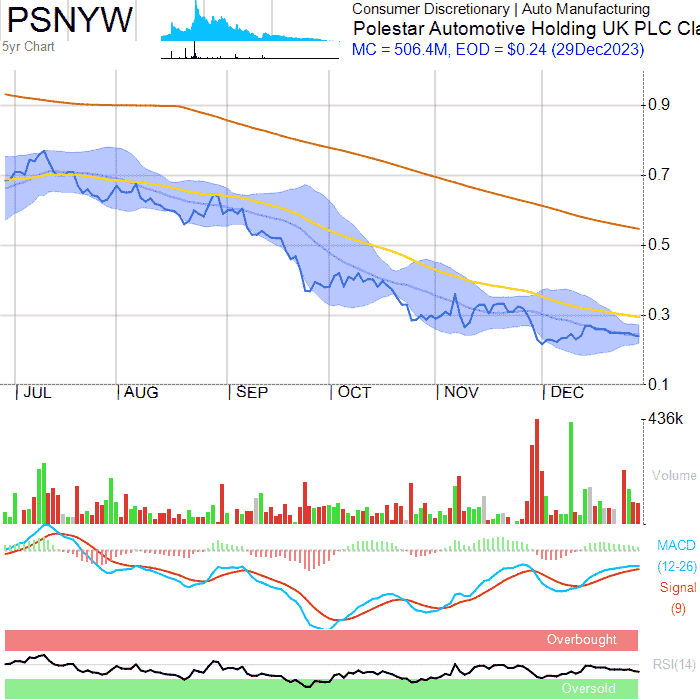 PSNYW
5yr Chart
Consumer Discretionary | Auto Manufacturing
Polestar Automotive Holding UK PLC Cla
MC = 506.4M, EOD = $0.24 (29Dec2023)
0.9
0.7
0.5
0.3
0.1
JUL
AUG
SEP
OCT
NOV
DEC
436k
Volume
MACD
(12-26)
Signal
(9)
Overbought
RSI(14)
Oversold